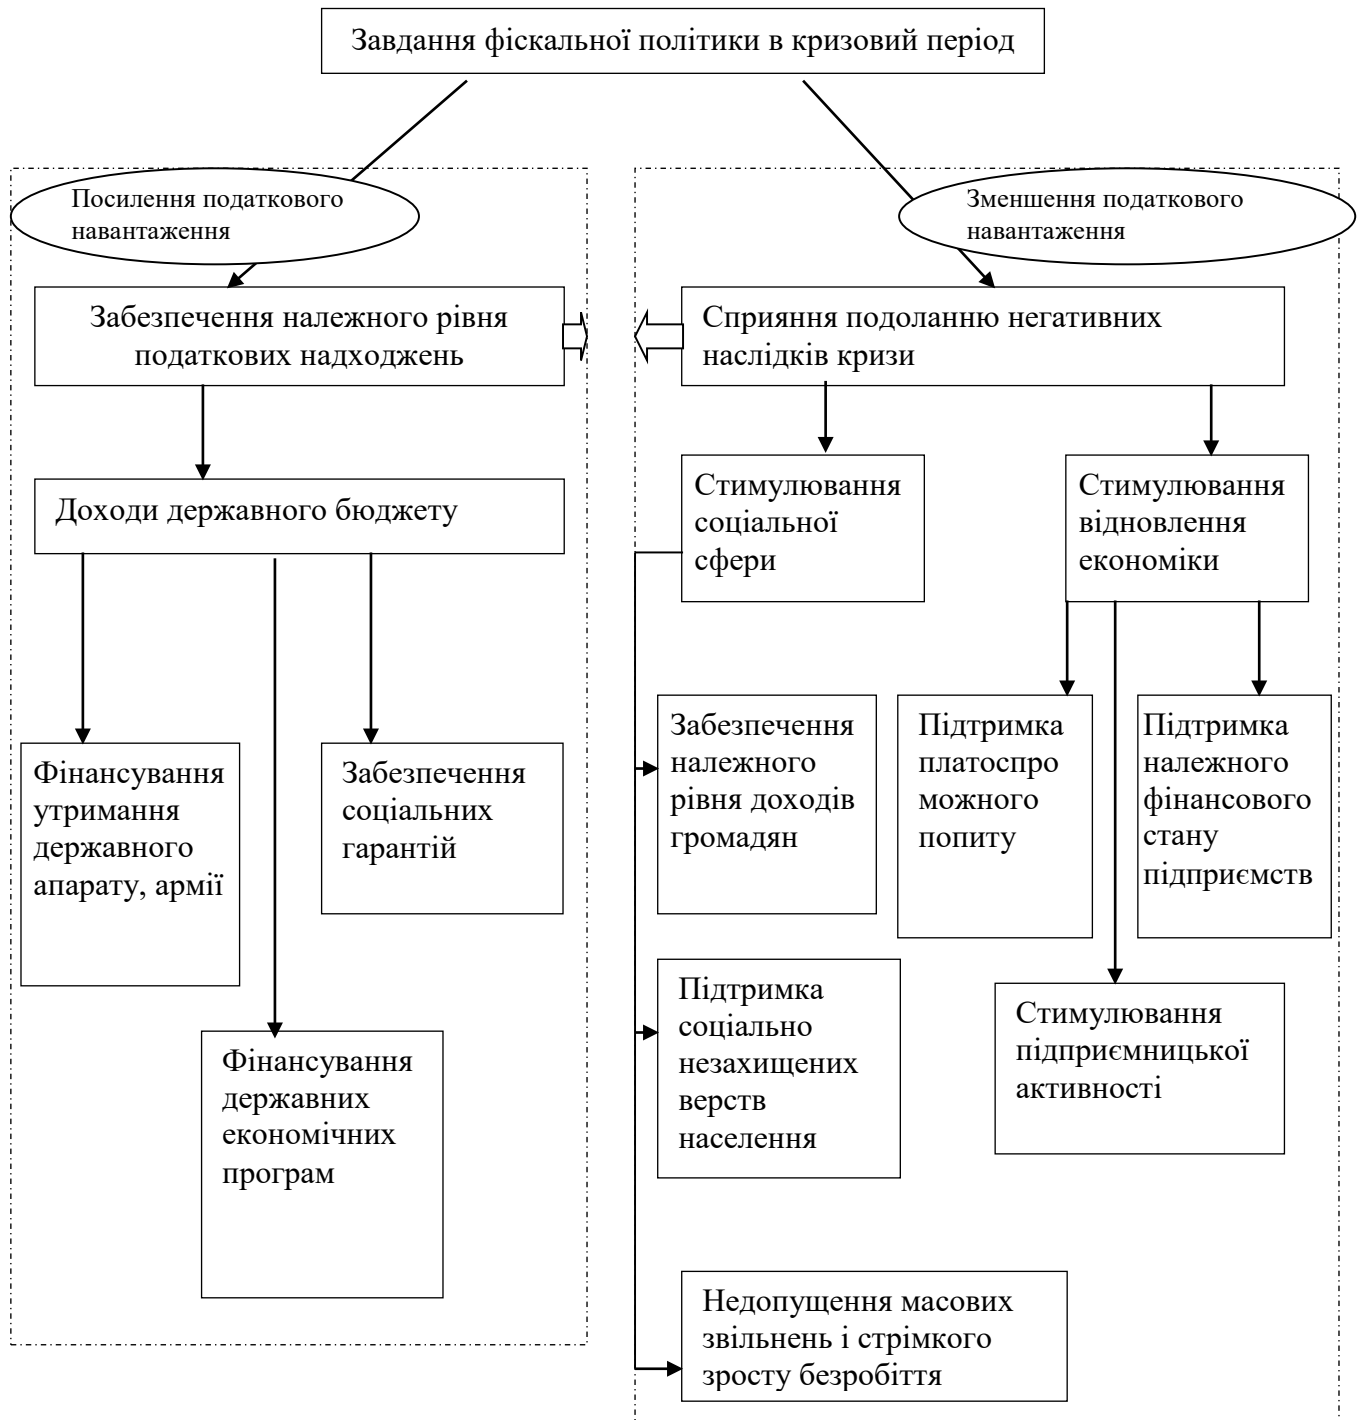 Завдання фіскальної політики в кризовий період
Посилення податкового
навантаження
Зменшення податкового
навантаження
Забезпечення належного рівня
податкових надходжень
Сприяння подоланню негативних
наслідків кризи
Доходи державного бюджету
Стимулювання
соціальної
сфери
Стимулювання
відновлення
економіки
Фінансування
утримання
державного
апарату, армії
Забезпечення
соціальних
гарантій
Фінансування
державних
економічних
програм
Забезпечення
належного
рівня доходів
громадян
Підтримка
платоспро
можного
попиту
Підтримка
належного
фінансового
стану
підприємств
Підтримка
соціально
незахищених
верств
населення
Стимулювання
підприємницької
активності
Недопущення масових
звільнень і стрімкого
зросту безробіття